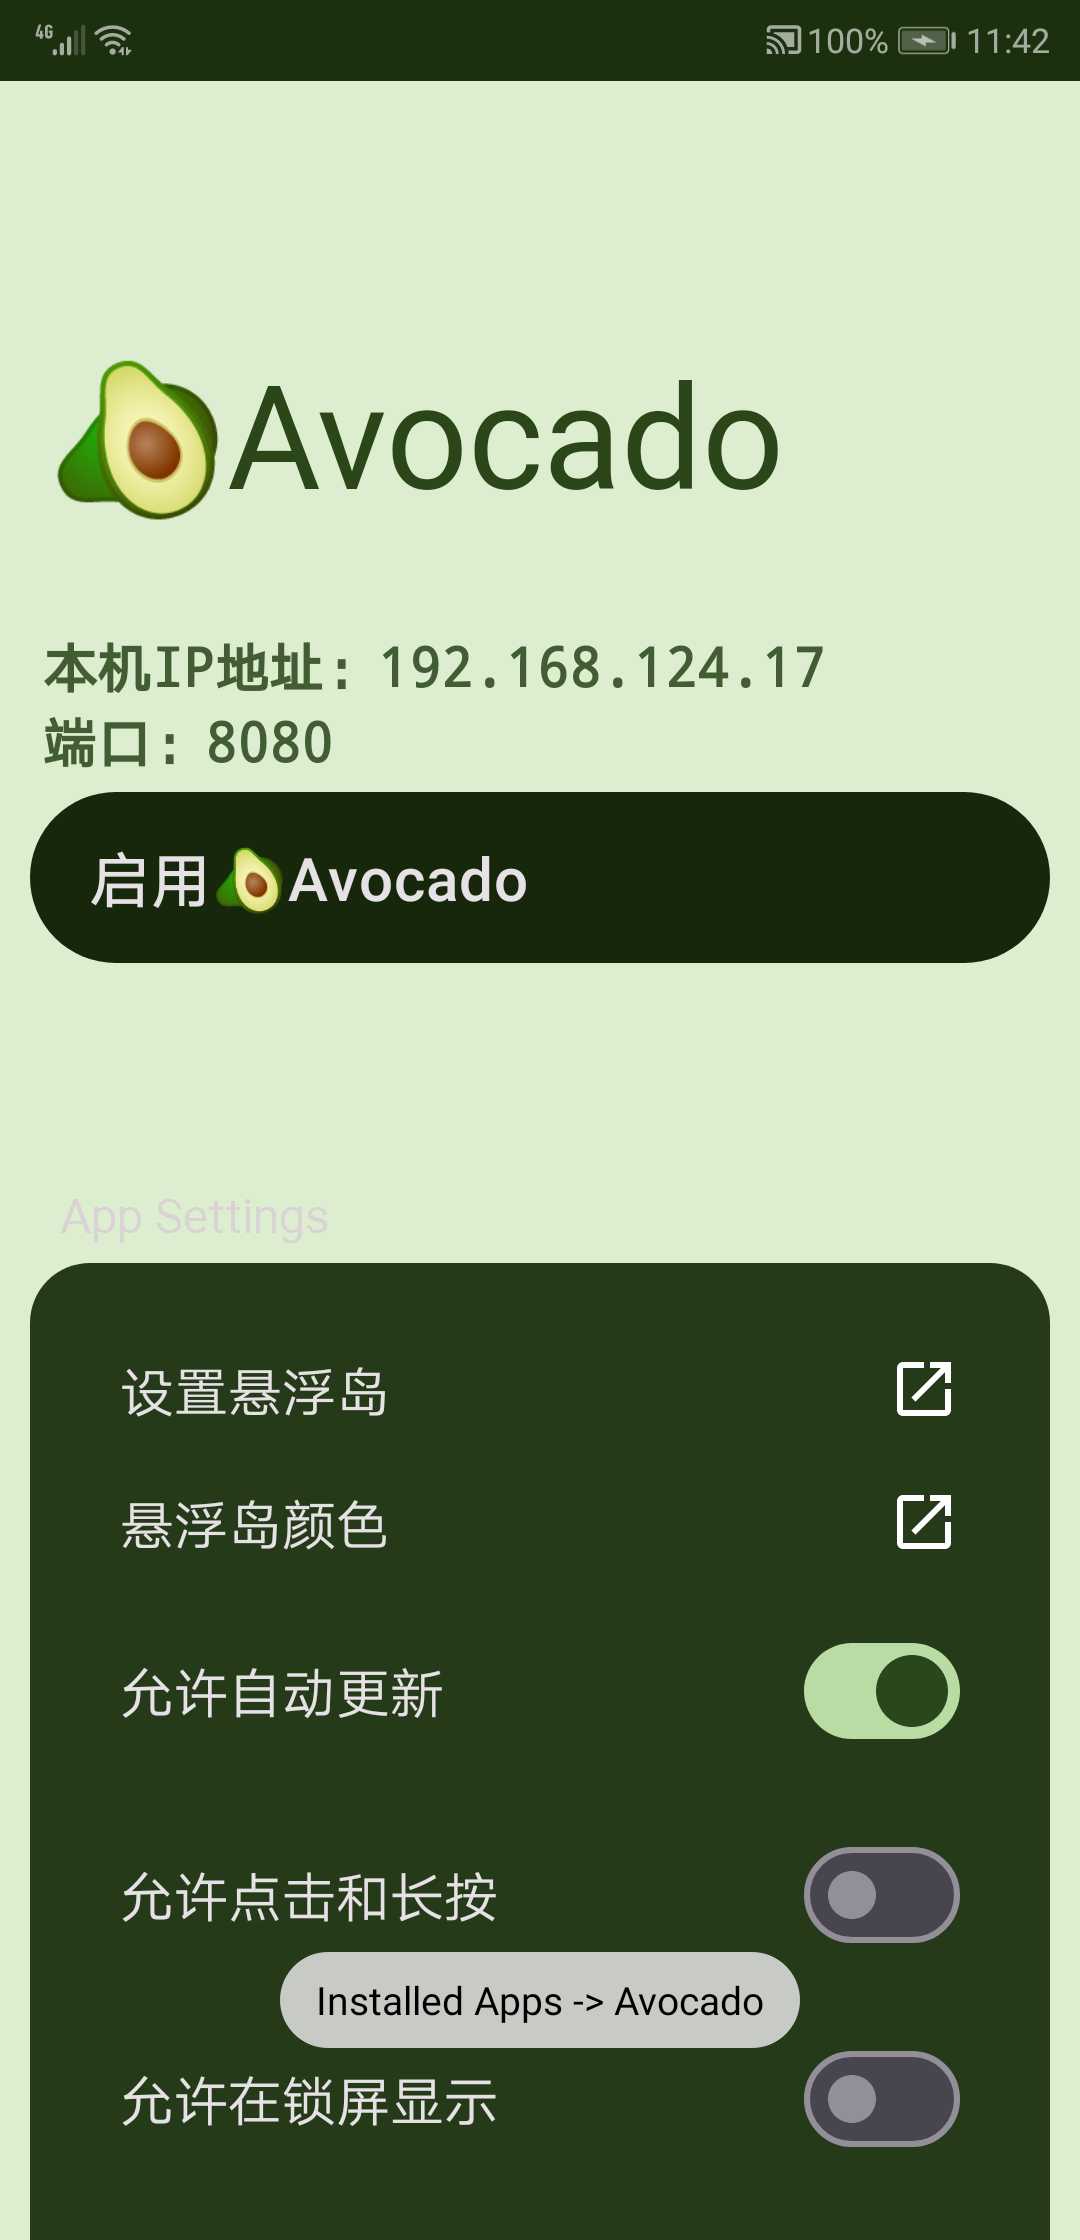 4G 100% 11:42
Avocado
本机IP地址: 192.168.124.17
端口: 8080
启用🥑Avocado
App Settings
设置悬浮岛
悬浮岛颜色
允许自动更新
允许点击和长按
Installed Apps -> Avocado
允许在锁屏显示